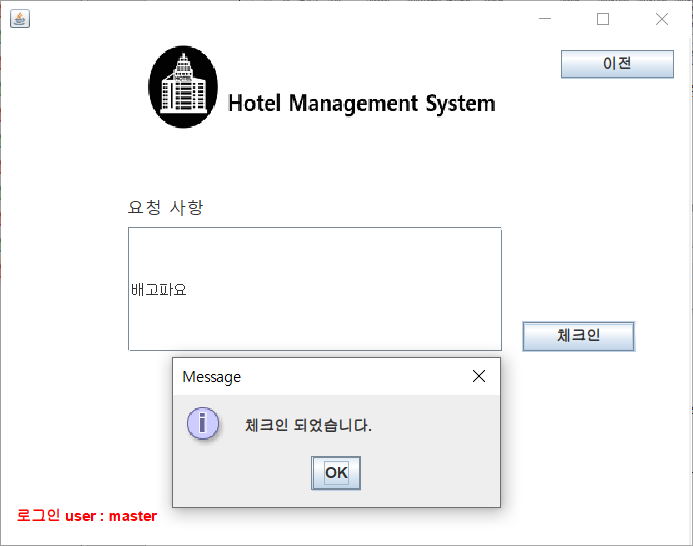 이전
HOTEL
Hotel Management System
요청 사항
배고파요
체크인
Message
체크인 되었습니다.
OK
로그인 user : master